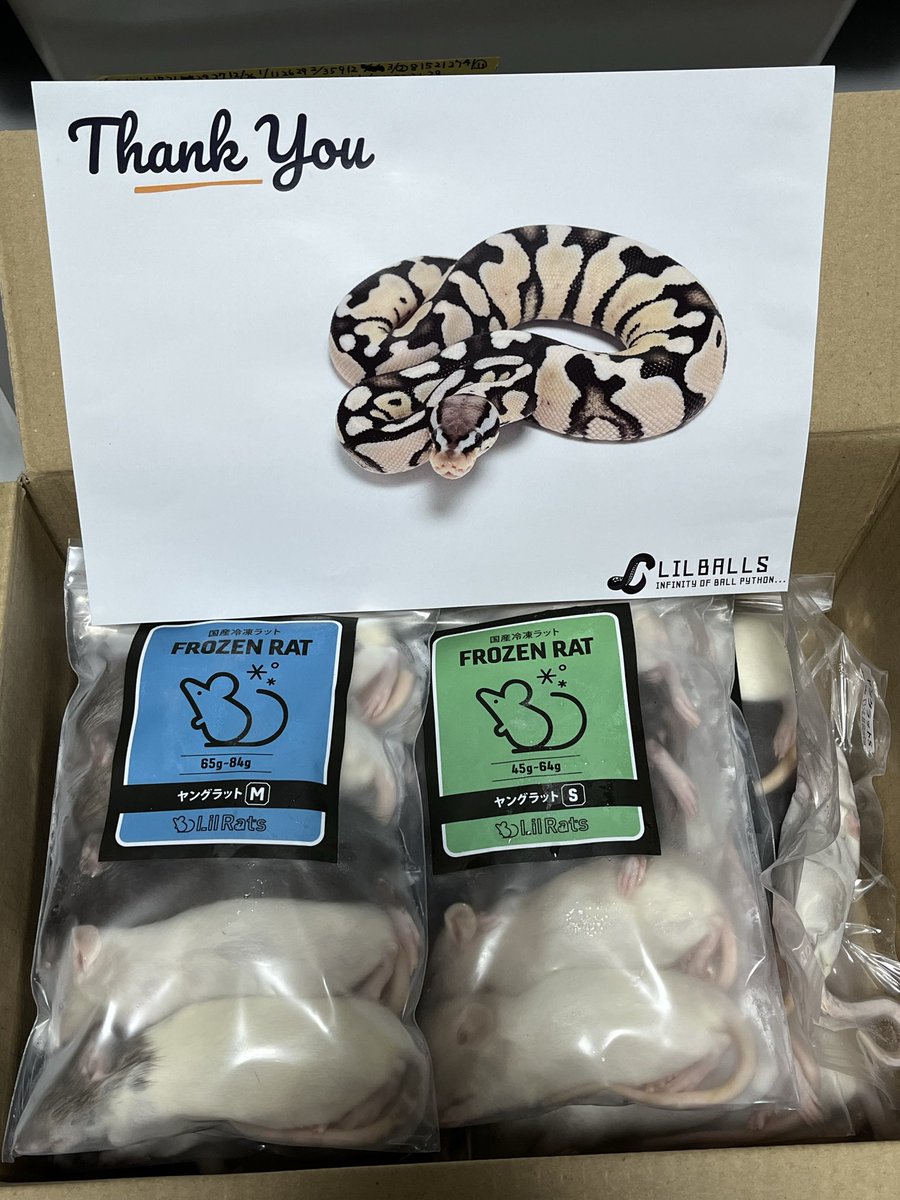 Thank You
LILBALLS
INFINITY OF BALL PYTHON...
国産冷凍ラット
FROZEN RAT
65g~84g
ヤングラット M
Lil Rats
国産冷凍ラット
FROZEN RAT
45g~64g
ヤングラット S
Lil Rats